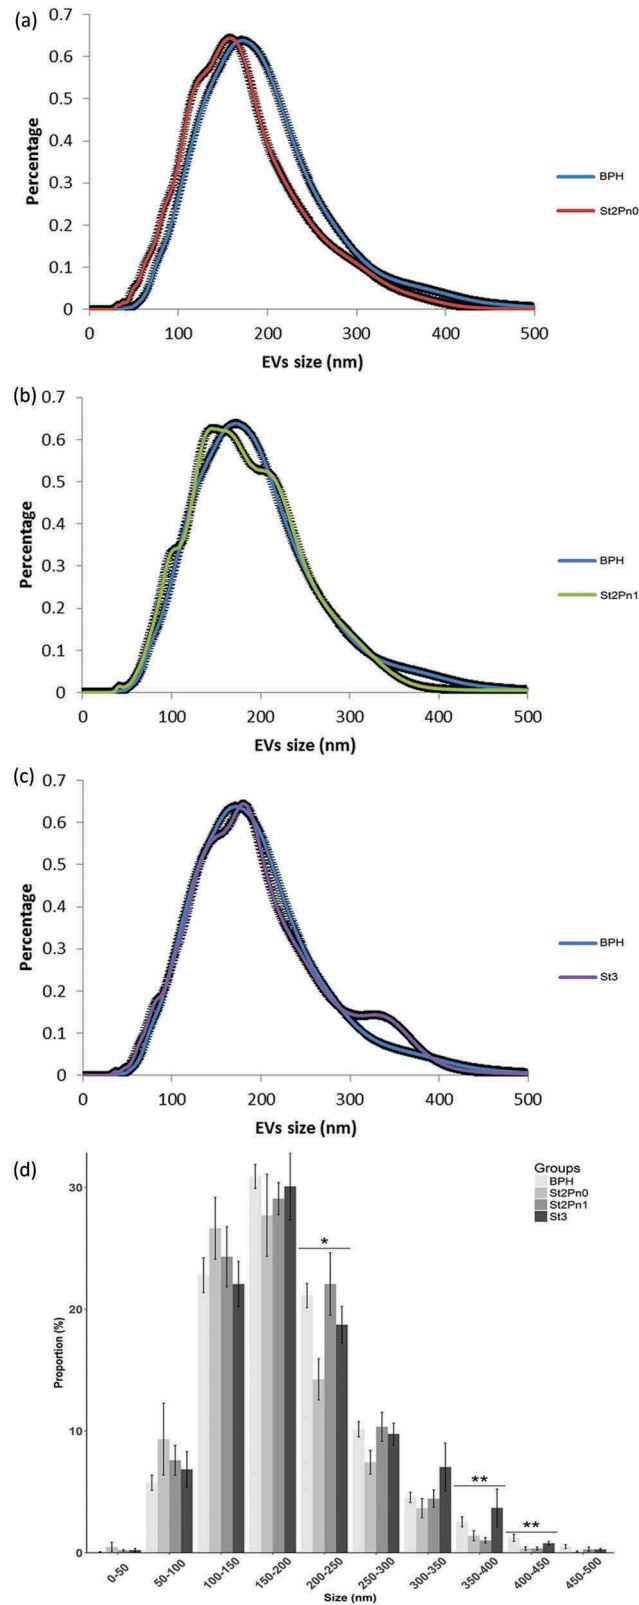 (a)
0.7
0.6
0.5
0.4
0.3
0.2
0.1
0
Percentage
0 100 200 300 400 500
EVs size (nm)
BPH
St2Pn0
(b)
0.7
0.6
0.5
0.4
0.3
0.2
0.1
0
Percentage
0 100 200 300 400 500
EVs size (nm)
BPH
St2Pn1
(c)
0.7
0.6
0.5
0.4
0.3
0.2
0.1
0
Percentage
0 100 200 300 400 500
EVs size (nm)
BPH
St3
(d)
Groups
BPH
St2Pn0
St2Pn1
St3
30
20
10
0
Proportion (%)
*
**
**
0-50 50-100 100-150 150-200 200-250 250-300 300-350 350-400 400-450 450-500
Size (nm)